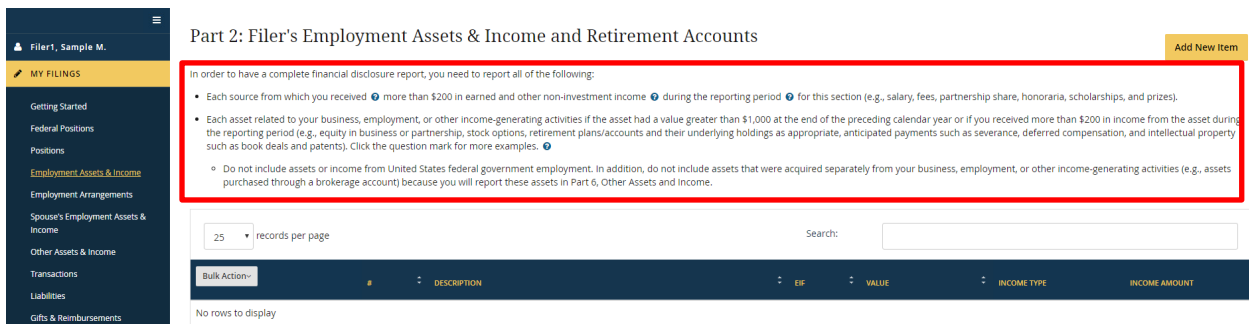 Filer1, Sample M.
MY FILINGS
Getting Started
Federal Positions
Positions
Employment Assets & Income
Employment Arrangements
Spouse's Employment Assets &
Income
Other Assets & Income
Transactions
Liabilities
Gifts & Reimbursements
Part 2: Filer's Employment Assets & Income and Retirement Accounts
Add New Item
In order to have a complete financial disclosure report, you need to report all of the following:
• Each source from which you received ? more than $200 in earned and other non-investment income ? during the reporting period ? for this section (e.g., salary, fees, partnership share, honoraria, scholarships, and prizes).
• Each asset related to your business, employment, or other income-generating activities if the asset had a value greater than $1,000 at the end of the preceding calendar year or if you received more than $200 in income from the asset during
the reporting period (e.g., equity in business or partnership, stock options, retirement plans/accounts and their underlying holdings as appropriate, anticipated payments such as severance, deferred compensation, and intellectual property
such as book deals and patents). Click the question mark for more examples. ?
◦ Do not include assets or income from United States federal government employment. In addition, do not include assets that were acquired separately from your business, employment, or other income-generating activities (e.g., assets
purchased through a brokerage account) because you will report these assets in Part 6, Other Assets and Income.
25 records per page
Search:
Bulk Action
# DESCRIPTION EIF VALUE INCOME TYPE INCOME AMOUNT
No rows to display